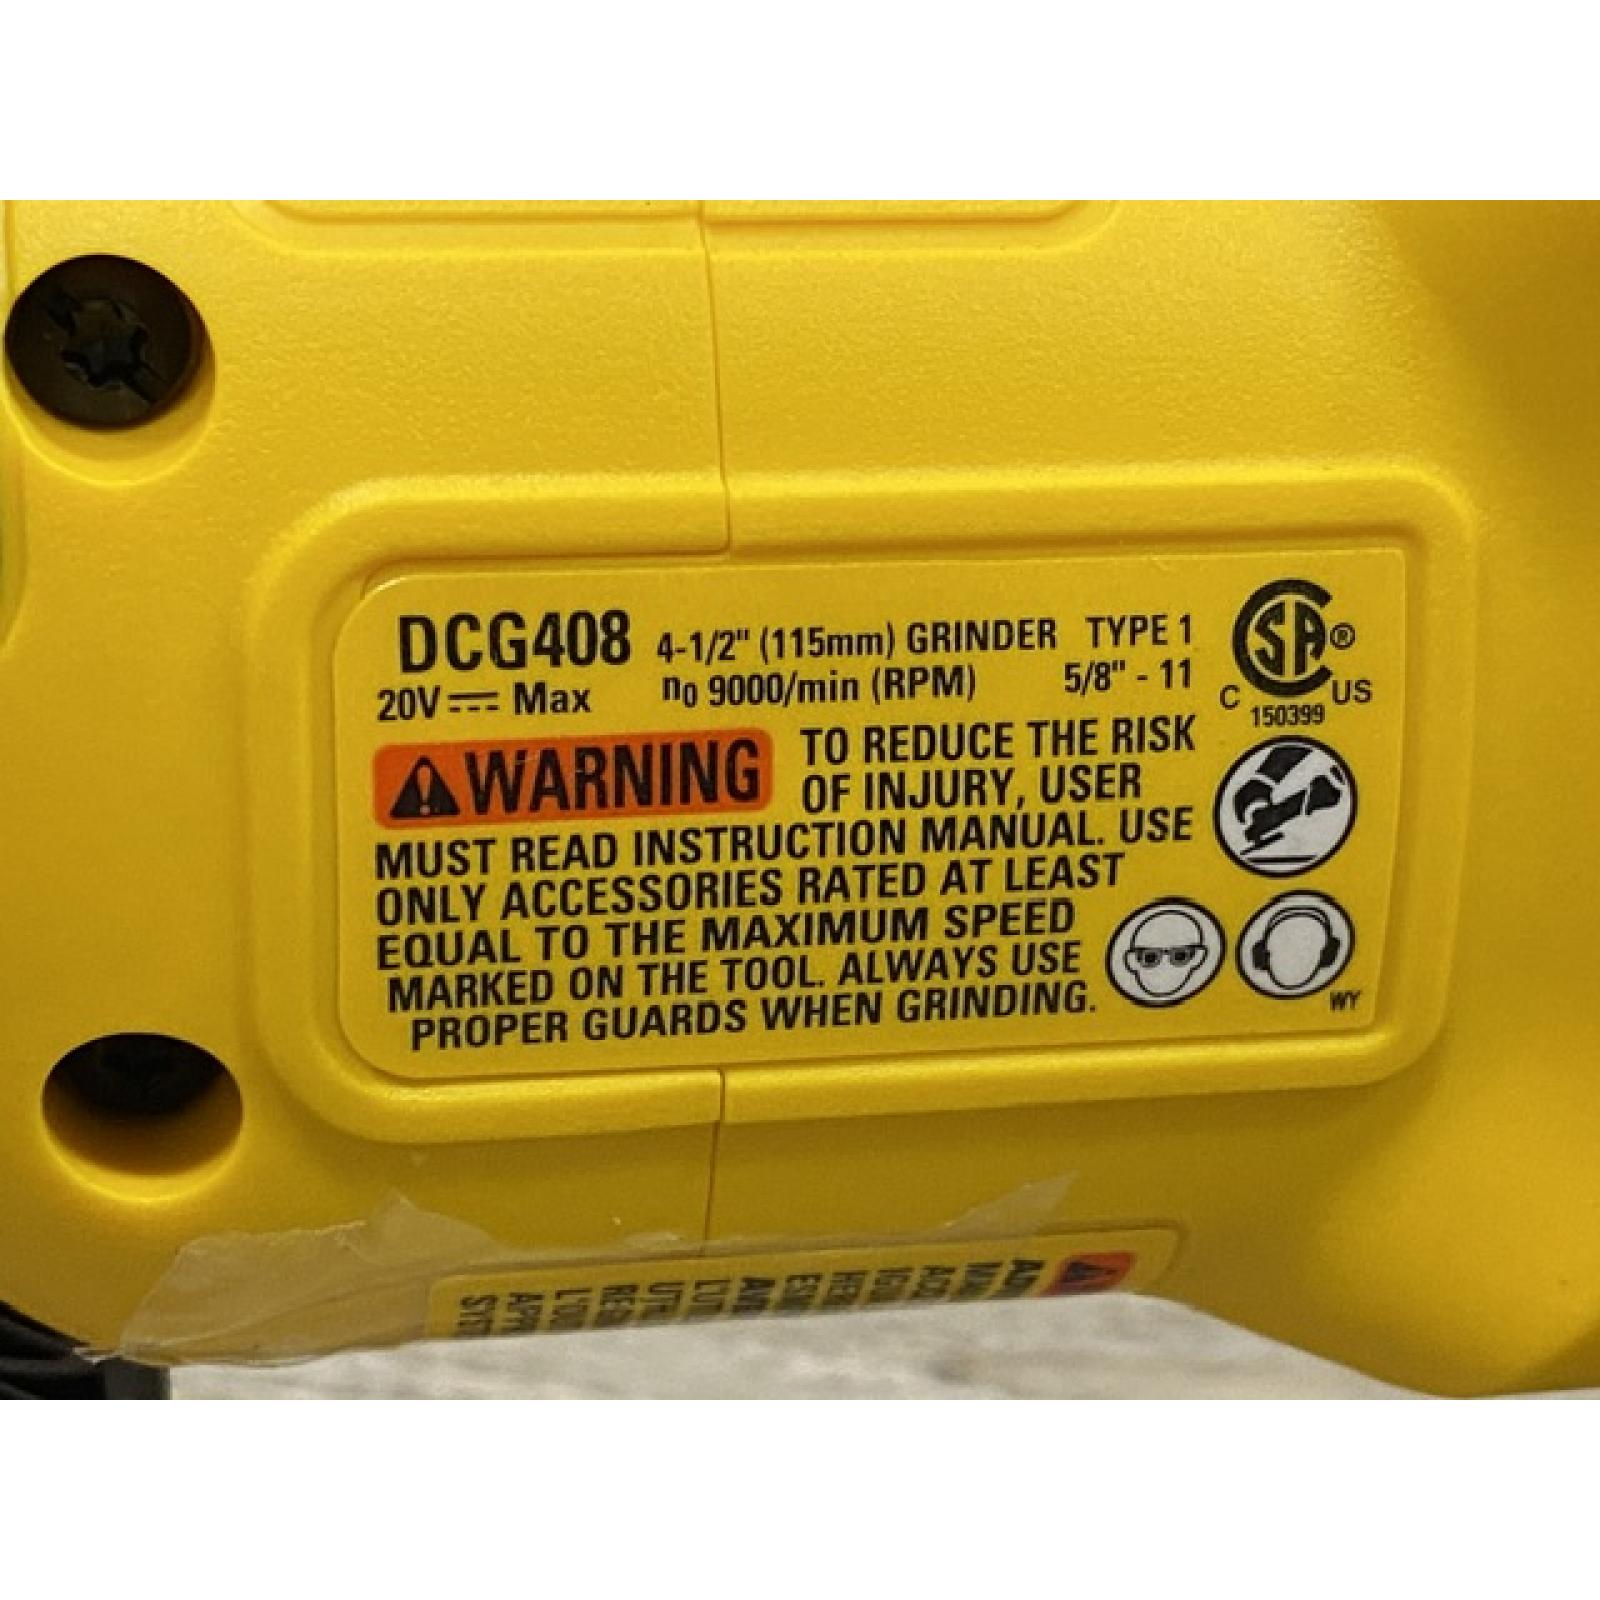 DCG408 4-1/2" (115mm) GRINDER TYPE 1
20V Max n0 9000/min (RPM) 5/8" - 11
CSA®
C US
150399
WARNING TO REDUCE THE RISK
OF INJURY, USER
MUST READ INSTRUCTION MANUAL. USE
ONLY ACCESSORIES RATED AT LEAST
EQUAL TO THE MAXIMUM SPEED
MARKED ON THE TOOL. ALWAYS USE
PROPER GUARDS WHEN GRINDING.
WY